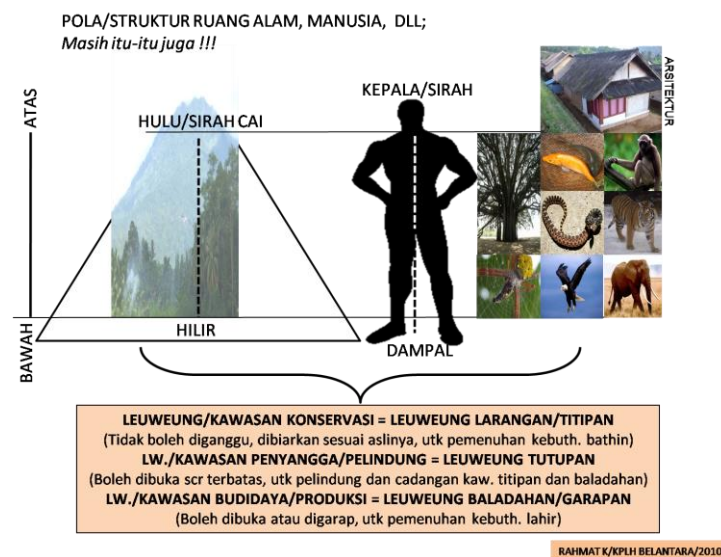 POLA/STRUKTUR RUANG ALAM, MANUSIA, DLL;
Masih itu-itu juga !!!
ATAS
HULU/SIRAH CAI
KEPALA/SIRAH
ARSITEKTUR
HILIR
BAWAH
DAMPAL
LEUWEUNG/KAWASAN KONSERVASI = LEUWEUNG LARANGAN/TITIPAN
(Tidak boleh diganggu, dibiarkan sesuai aslinya, utk pemenuhan kebuth. bathin)
LW./KAWASAN PENYANGGA/PELINDUNG = LEUWEUNG TUTUPAN
(Boleh dibuka scr terbatas, utk pelindung dan cadangan kaw. titipan dan baladahan)
LW./KAWASAN BUDIDAYA/PRODUKSI = LEUWEUNG BALADAHAN/GARAPAN
(Boleh dibuka atau digarap, utk pemenuhan kebuth. lahir)
RAHMAT K/KPLH BELANTARA/2010